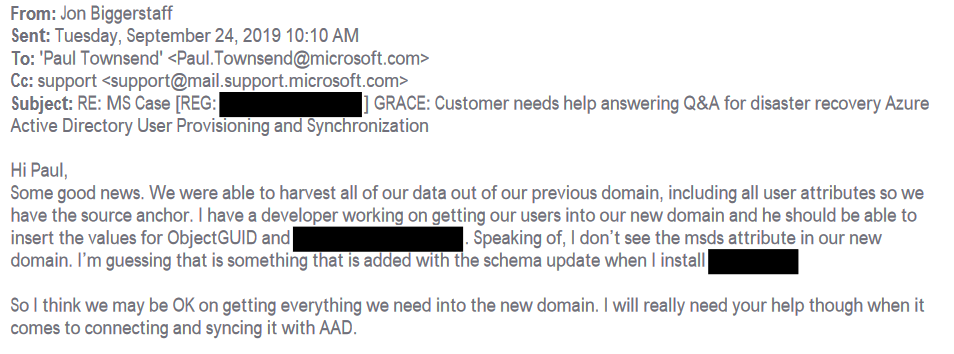 From: Jon Biggerstaff
Sent: Tuesday, September 24, 2019 10:10 AM
To: 'Paul Townsend' <Paul.Townsend@microsoft.com>
Cc: support <support@mail.support.microsoft.com>
Subject: RE: MS Case [REG: ] GRACE: Customer needs help answering Q&A for disaster recovery Azure
Active Directory User Provisioning and Synchronization
Hi Paul,
Some good news. We were able to harvest all of our data out of our previous domain, including all user attributes so we
have the source anchor. I have a developer working on getting our users into our new domain and he should be able to
insert the values for ObjectGUID and . Speaking of, I don't see the msds attribute in our new
domain. I'm guessing that is something that is added with the schema update when I install
So I think we may be OK on getting everything we need into the new domain. I will really need your help though when it
comes to connecting and syncing it with AAD.